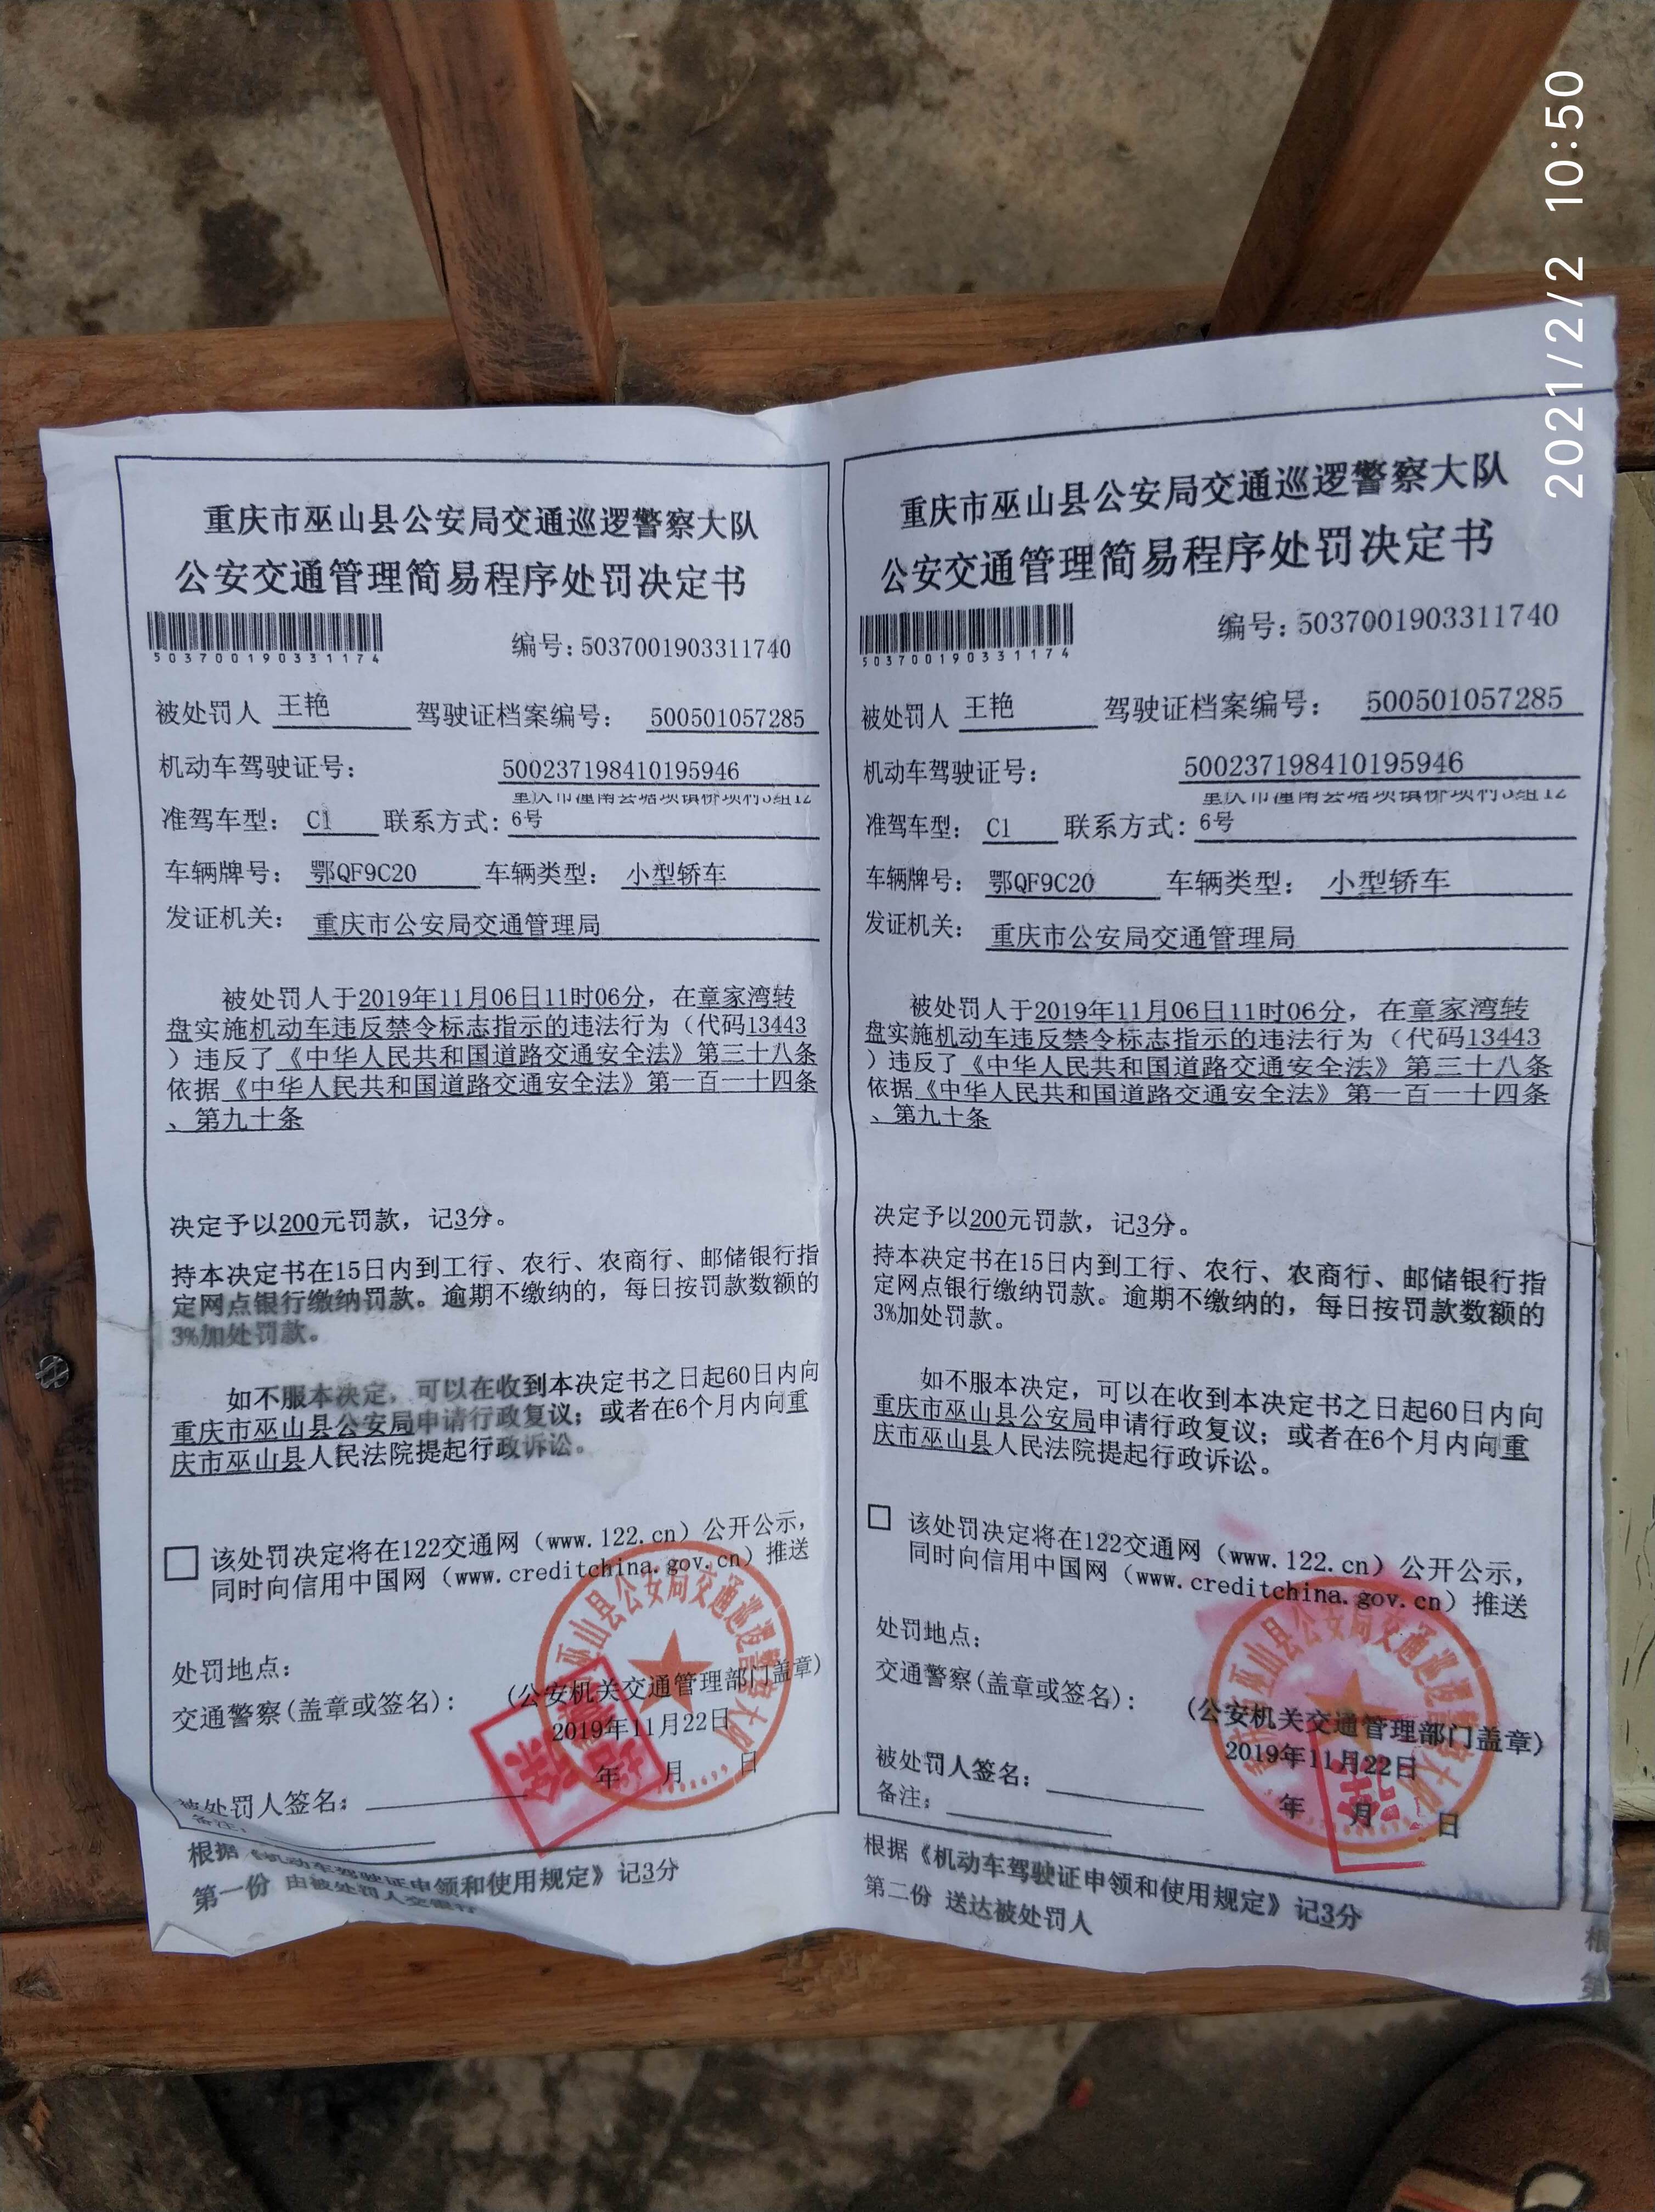 2021/2/2 10:50
重庆市巫山县公安局交通巡逻警察大队
公安交通管理简易程序处罚决定书
503700190331174
编号:5037001903311740
被处罚人 王艳 驾驶证档案编号: 500501057285
机动车驾驶证号: 500237198410195946
重庆市潼南县塘坝镇桥坝村3组12
准驾车型: C1 联系方式: 6号
车辆牌号: 鄂QF9C20 车辆类型: 小型轿车
发证机关: 重庆市公安局交通管理局
被处罚人于2019年11月06日11时06分,在章家湾转
盘实施机动车违反禁令标志指示的违法行为(代码13443
)违反了《中华人民共和国道路交通安全法》第三十八条
依据《中华人民共和国道路交通安全法》第一百一十四条
、第九十条
决定予以200元罚款,记3分。
持本决定书在15日内到工行、农行、农商行、邮储银行指
定网点银行缴纳罚款。逾期不缴纳的,每日按罚款数额的
3%加处罚款。
如不服本决定,可以在收到本决定书之日起60日内向
重庆市巫山县公安局申请行政复议;或者在6个月内向重
庆市巫山县人民法院提起行政诉讼。
该处罚决定将在122交通网(www.122.cn)公开公示,
同时向信用中国网(www.creditchina.gov.cn)推送
处罚地点:
交通警察(盖章或签名): (公安机关交通管理部门盖章)
2019年11月22日
年 月 日
被处罚人签名:
备注:
根据《机动车驾驶证申领和使用规定》记3分
第一份 由被处罚人交银行
重庆市巫山县公安局交通巡逻警察大队
公安交通管理简易程序处罚决定书
503700190331174
编号:5037001903311740
被处罚人 王艳 驾驶证档案编号: 500501057285
机动车驾驶证号: 500237198410195946
重庆市潼南县塘坝镇桥坝村3组12
准驾车型: C1 联系方式: 6号
车辆牌号: 鄂QF9C20 车辆类型: 小型轿车
发证机关: 重庆市公安局交通管理局
被处罚人于2019年11月06日11时06分,在章家湾转
盘实施机动车违反禁令标志指示的违法行为(代码13443
)违反了《中华人民共和国道路交通安全法》第三十八条
依据《中华人民共和国道路交通安全法》第一百一十四条
、第九十条
决定予以200元罚款,记3分。
持本决定书在15日内到工行、农行、农商行、邮储银行指
定网点银行缴纳罚款。逾期不缴纳的,每日按罚款数额的
3%加处罚款。
如不服本决定,可以在收到本决定书之日起60日内向
重庆市巫山县公安局申请行政复议;或者在6个月内向重
庆市巫山县人民法院提起行政诉讼。
该处罚决定将在122交通网(www.122.cn)公开公示,
同时向信用中国网(www.creditchina.gov.cn)推送
处罚地点:
交通警察(盖章或签名): (公安机关交通管理部门盖章)
2019年11月22日
年 月 日
被处罚人签名:
备注:
根据《机动车驾驶证申领和使用规定》记3分
第二份 送达被处罚人